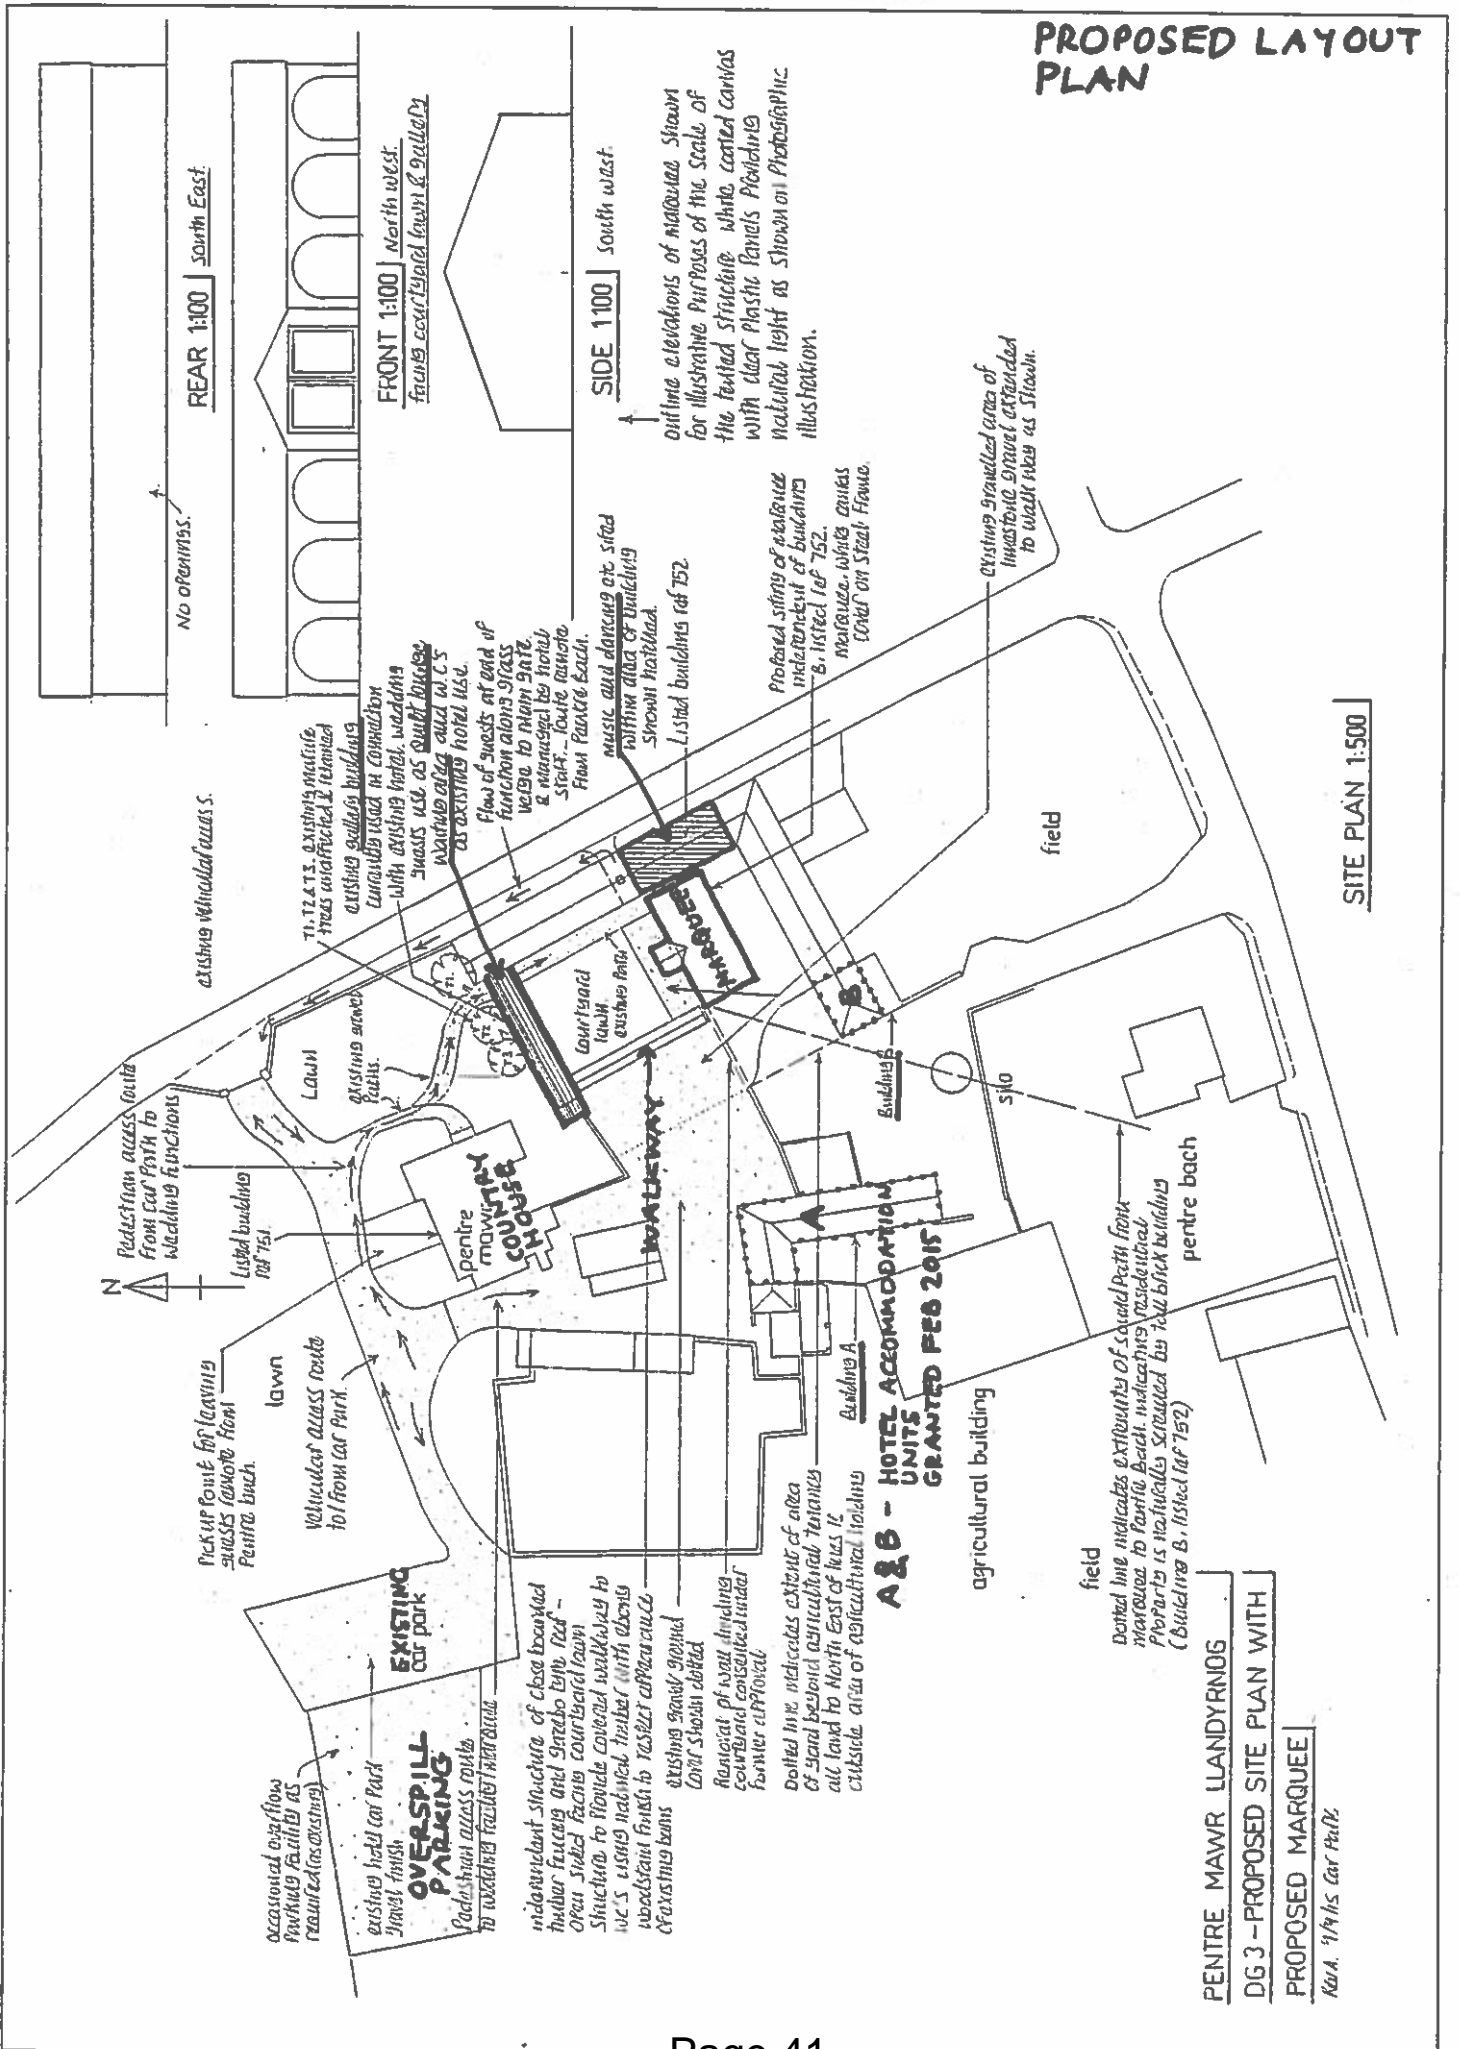 PROPOSED LAYOUT
PLAN
NO OPENINGS.
REAR 1:100
South East.
FRONT 1:100
North west.
facing courtyard lawn & gallery
SIDE 1100
south west.
outline elevations of marquee shown
for illustrative Purposes of the scale of
the tented structure white coated canvas
with clear Plastic Panels Providing
natural light as shown on Photographic
illustration.
existing vehicular access.
T1, T2 & T3. existing mature
trees unaffected & retained
existing gallery building
currently used in connection
with existing hotel wedding
guests use as quiet lounge
wature area and W.C's
as existing hotel use.
flow of guests at end of
function along grass
verge to main gate
& managed by hotel
staff. - route remote
from Pentre Bach.
music and dancing etc sited
within area of building
shown hatched.
Listed building ref 752.
Proposed siting of marquee
independent of building
B. listed ref 752.
Marquee. white canvas
cover on steel frame.
existing gravelled area of
limestone gravel extended
to walk way as shown.
Pedestrian access route
from car Park to
wedding functions
Listed building
ref 751.
N
Lawn
existing gravel
Paths.
T1
T2
T3
courtyard
lawn.
existing Path
MARQUEE
field
SITE PLAN 1:500
Pick up Point for leaving
guests remote from
Pentre bach.
lawn
Vehicular access route
to/from car Park.
pentre
mawr
COUNTRY
HOUSE
WALKWAY
B
Building B
silo
A
Building A
pentre bach
A&B - HOTEL ACCOMMODATION
UNITS
GRANTED FEB 2015
agricultural building
field
Dotted line indicates extremity of sound Path from
marquee to Pentre Bach. indicating residential
Property is naturally screened by tall brick building
(Building B. listed ref 752)
occasional overflow
Parking facility as
required (as existing)
existing hotel car Park
gravel finish
EXISTING
car park
OVERSPILL
PARKING
Pedestrian access route
to wedding facility
independent structure of close boarded
timber fencing and gazebo type roof -
open sided facing courtyard lawn
structure to Provide covered walkway to
wc's using natural timber with ebony
woodstain finish to reflect appearance
of existing barns
existing gravel ground
cover shown dotted
Removal of wall dividing
courtyard consented under
former approval
Dotted line indicates extent of area
of yard beyond agricultural tenancy
all land to North East of lines is
outside area of agricultural holding
PENTRE MAWR LLANDYRNOG
DG 3 - PROPOSED SITE PLAN WITH
PROPOSED MARQUEE
Page 41